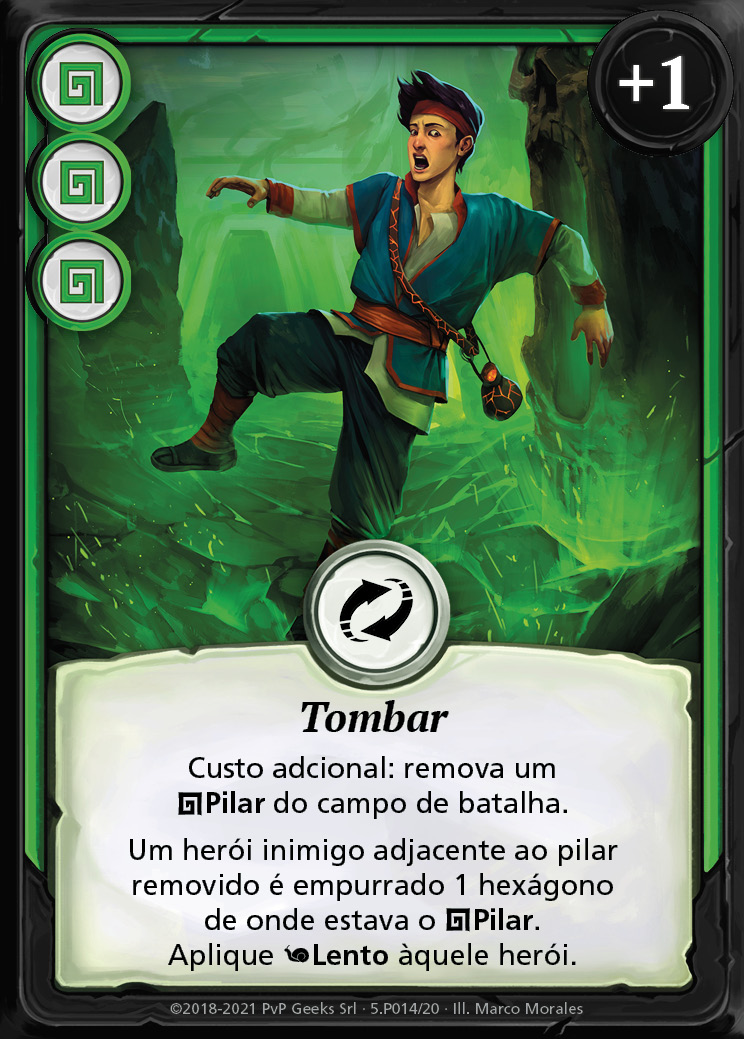 +1
Tombar
Custo adcional: remova um
Pilar do campo de batalha.
Um herói inimigo adjacente ao pilar
removido é empurrado 1 hexágono
de onde estava o Pilar.
Aplique Lento àquele herói.
©2018-2021 PvP Geeks Srl · 5.P014/20 · Ill. Marco Morales